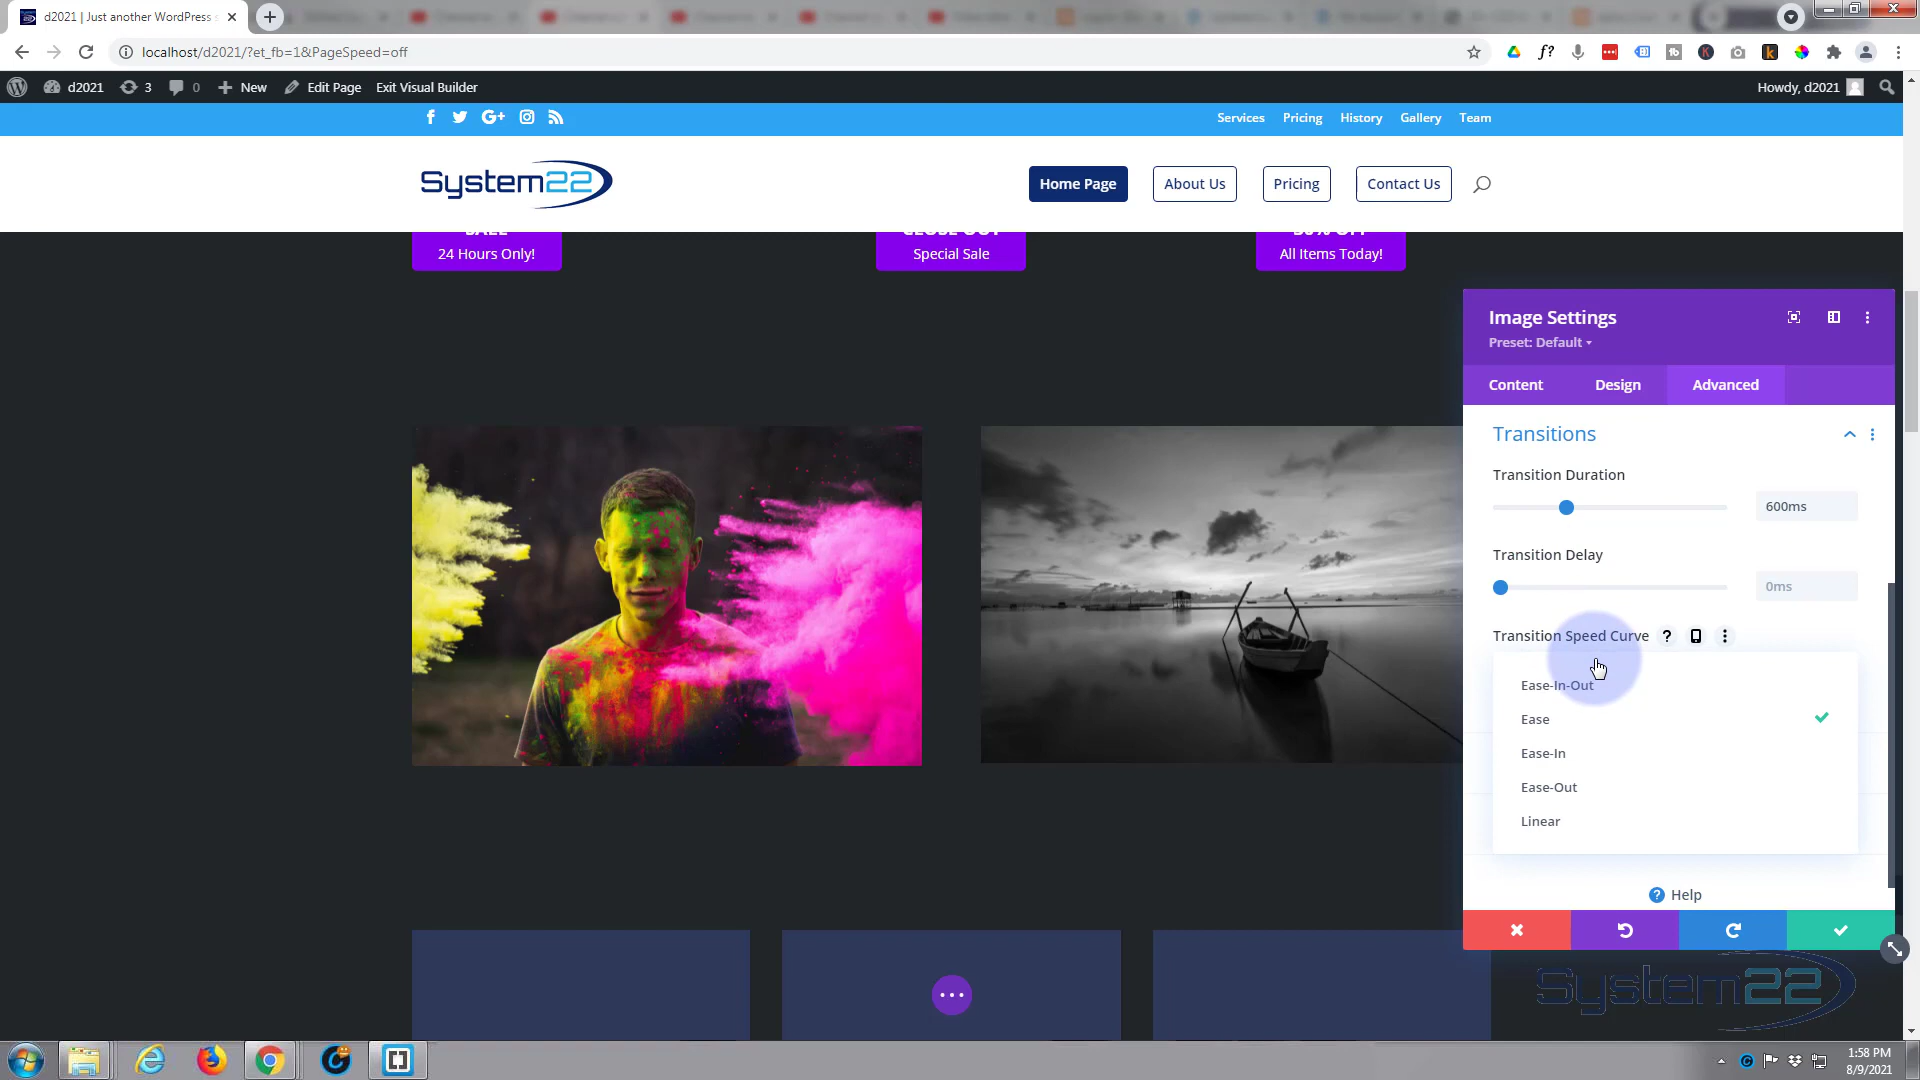 d2021 | Just another WordPress s
localhost/d2021/?et_fb=1&PageSpeed=off
d2021
3
0
New
Edit Page
Exit Visual Builder
Howdy, d2021
Services
Pricing
History
Gallery
Team
System22
Home Page
About Us
Pricing
Contact Us
24 Hours Only!
Special Sale
All Items Today!
Image Settings
Preset: Default
Content
Design
Advanced
Transitions
Transition Duration
600ms
Transition Delay
0ms
Transition Speed Curve
Ease-In-Out
Ease
Ease-In
Ease-Out
Linear
Help
System22
1:58 PM
8/9/2021